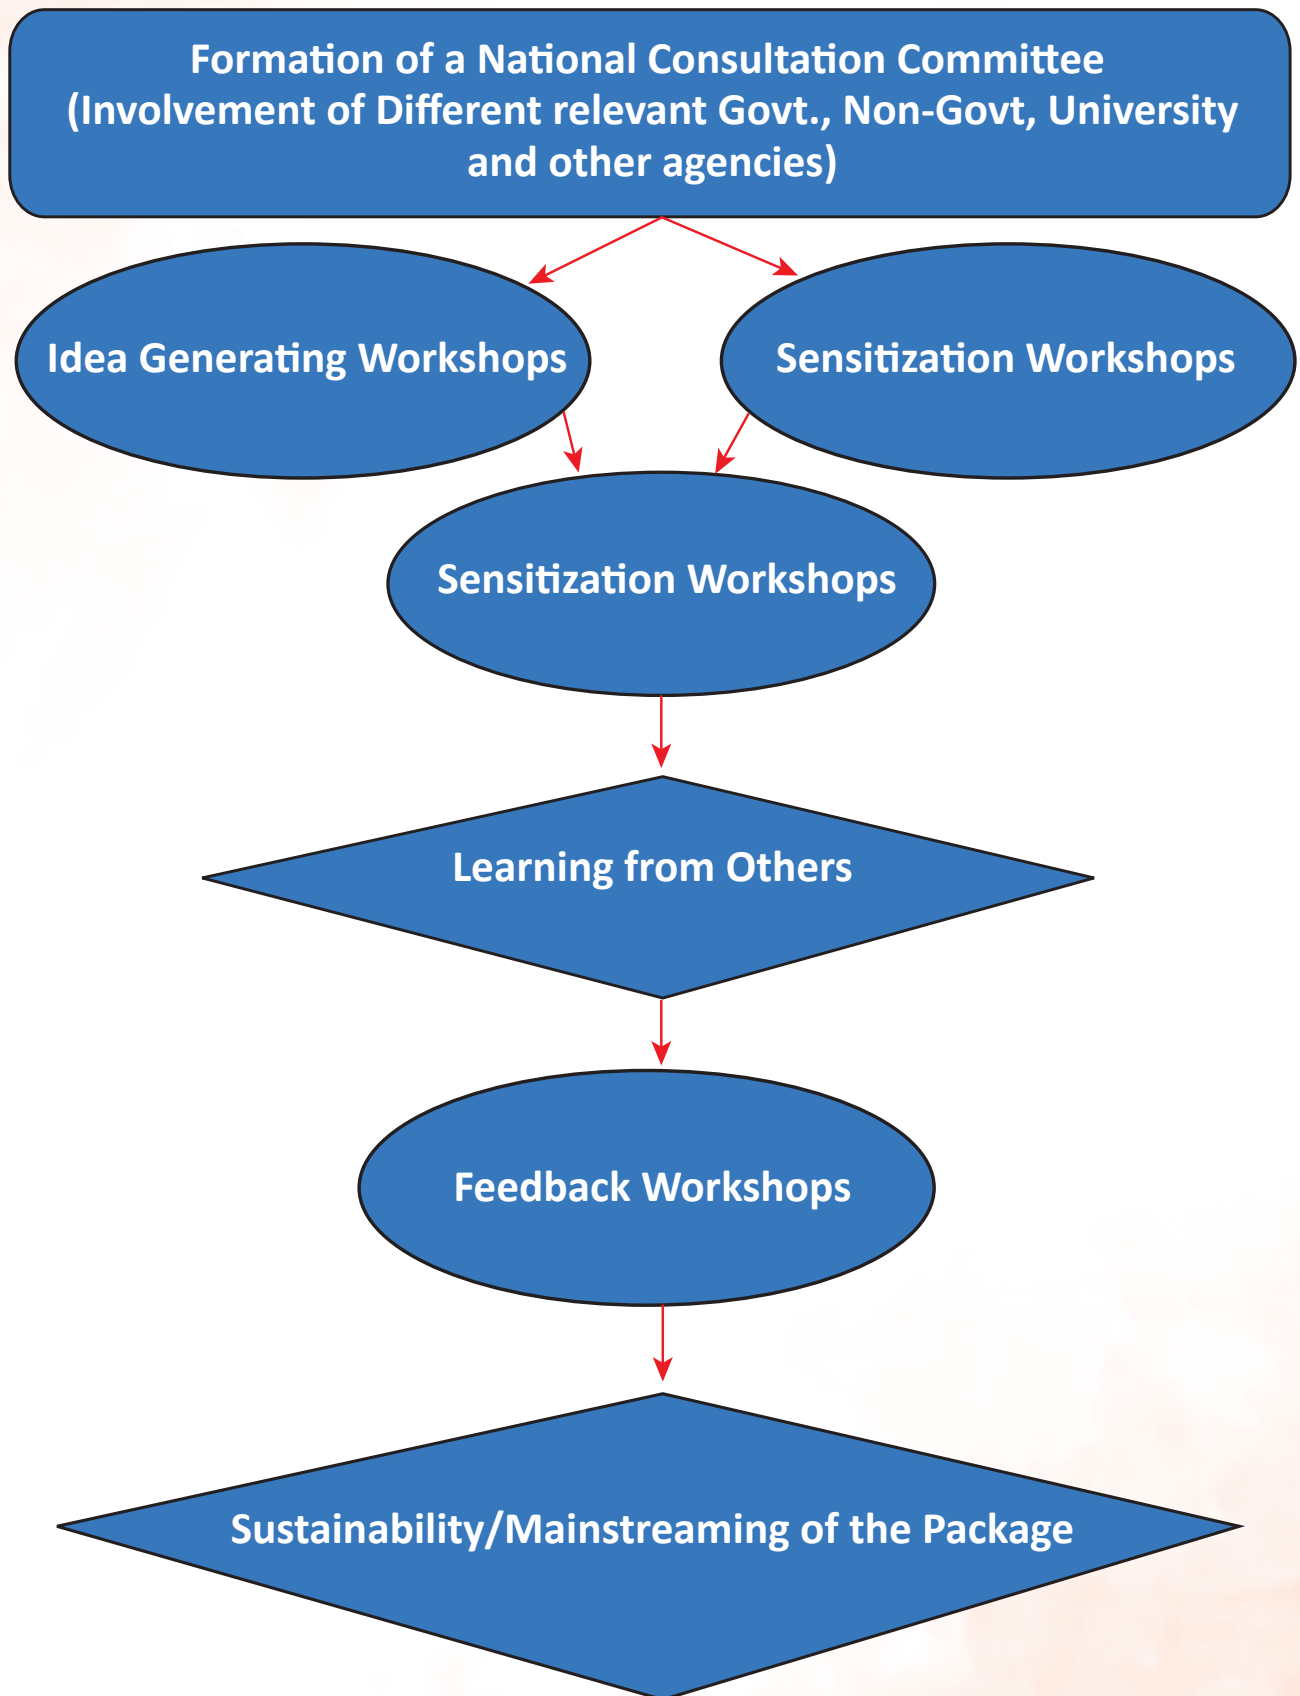 Formation of a National Consultation Committee
(Involvement of Different relevant Govt., Non-Govt, University
and other agencies)
Idea Generating Workshops
Sensitization Workshops
Sensitization Workshops
Learning from Others
Feedback Workshops
Sustainability/Mainstreaming of the Package